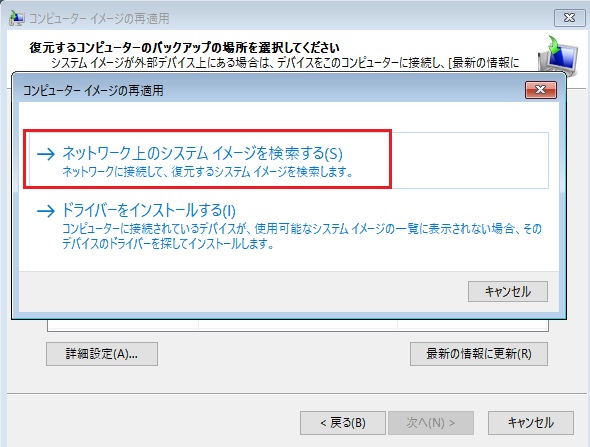 コンピューター イメージの再適用
復元するコンピューターのバックアップの場所を選択してください
システム イメージが外部デバイス上にある場合は、デバイスをこのコンピューターに接続し、[最新の情報に
コンピューター イメージの再適用
ネットワーク上のシステム イメージを検索する(S)
ネットワークに接続して、復元するシステム イメージを検索します。
ドライバーをインストールする(I)
コンピューターに接続されているデバイスが、使用可能なシステム イメージの一覧に表示されない場合、その
デバイスのドライバーを探してインストールします。
キャンセル
詳細設定(A)...
最新の情報に更新(R)
< 戻る(B)
次へ(N) >
キャンセル